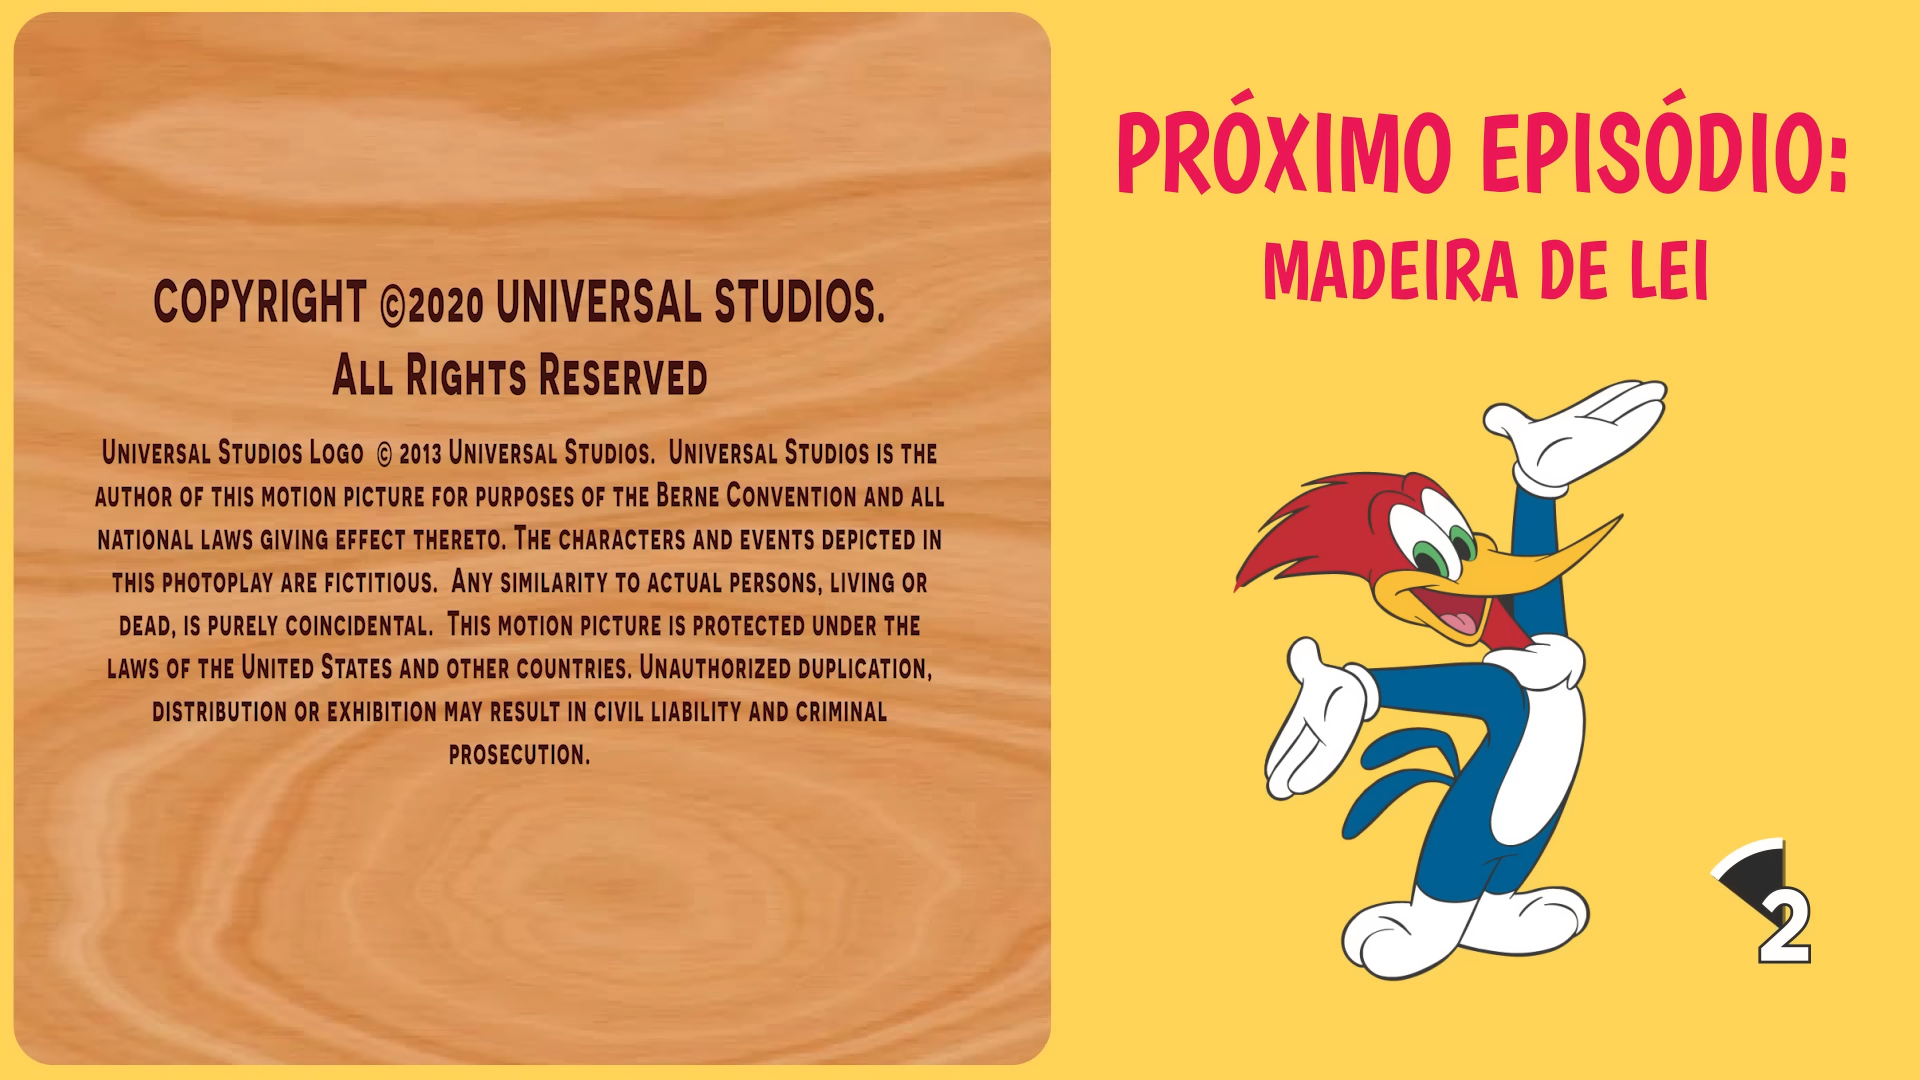 COPYRIGHT ©2020 UNIVERSAL STUDIOS.
ALL RIGHTS RESERVED
UNIVERSAL STUDIOS LOGO © 2013 UNIVERSAL STUDIOS. UNIVERSAL STUDIOS IS THE
AUTHOR OF THIS MOTION PICTURE FOR PURPOSES OF THE BERNE CONVENTION AND ALL
NATIONAL LAWS GIVING EFFECT THERETO. THE CHARACTERS AND EVENTS DEPICTED IN
THIS PHOTOPLAY ARE FICTITIOUS. ANY SIMILARITY TO ACTUAL PERSONS, LIVING OR
DEAD, IS PURELY COINCIDENTAL. THIS MOTION PICTURE IS PROTECTED UNDER THE
LAWS OF THE UNITED STATES AND OTHER COUNTRIES. UNAUTHORIZED DUPLICATION,
DISTRIBUTION OR EXHIBITION MAY RESULT IN CIVIL LIABILITY AND CRIMINAL
PROSECUTION.
PRÓXIMO EPISÓDIO:
MADEIRA DE LEI
2